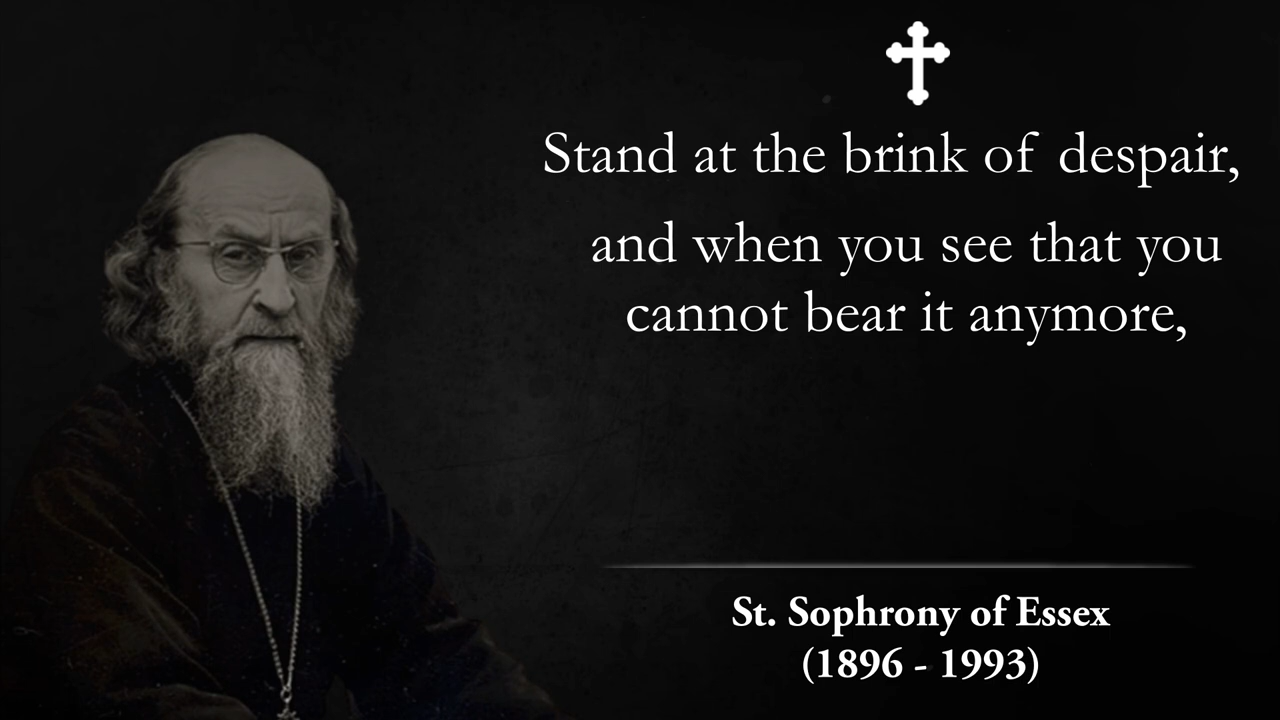 Stand at the brink of despair,
and when you see that you
cannot bear it anymore,
St. Sophrony of Essex
(1896 - 1993)